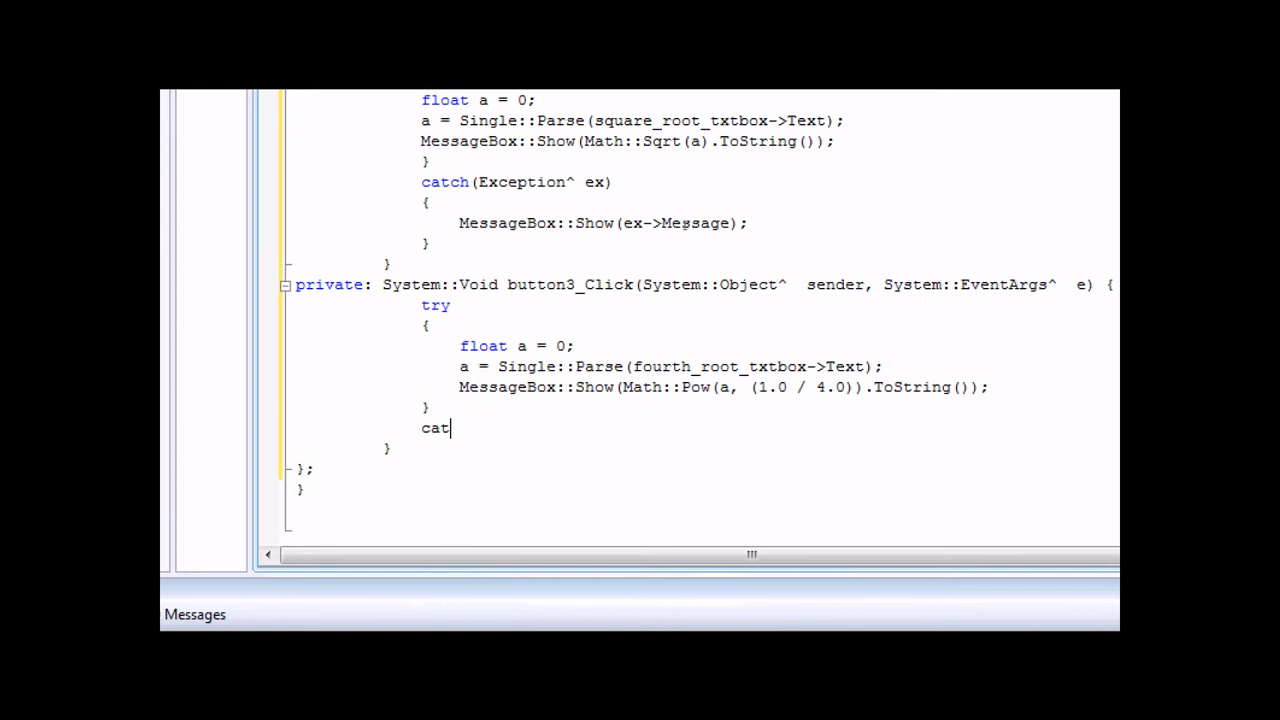 float a = 0;
a = Single::Parse(square_root_txtbox->Text);
MessageBox::Show(Math::Sqrt(a).ToString());
}
catch(Exception^ ex)
{
MessageBox::Show(ex->Message);
}
}
private: System::Void button3_Click(System::Object^  sender, System::EventArgs^  e) {
try
{
float a = 0;
a = Single::Parse(fourth_root_txtbox->Text);
MessageBox::Show(Math::Pow(a, (1.0 / 4.0)).ToString());
}
cat
}
};
}
Messages